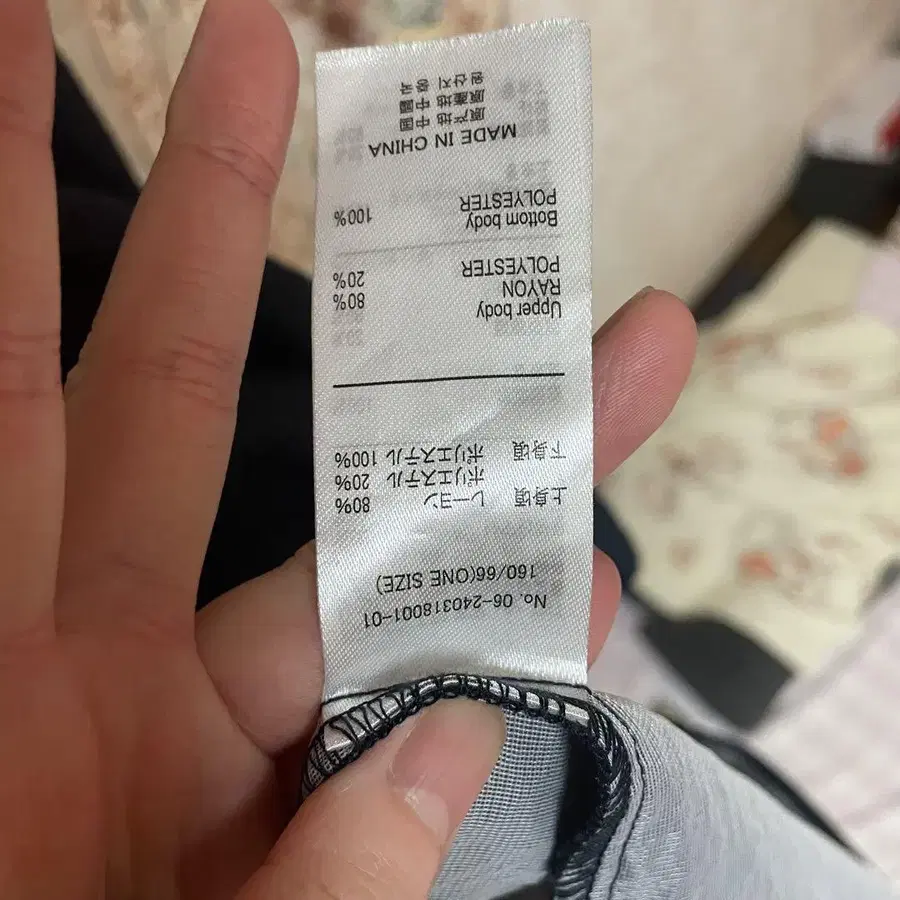 No. 06-240318001-01
160/66(ONE SIZE)
上身頃 レーヨン 80%
ポリエステル 20%
下身頃 ポリエステル 100%
Upper body
RAYON 80%
POLYESTER 20%
Bottom body
POLYESTER 100%
MADE IN CHINA
原产地 中国
原產地 中國
원산지 중국